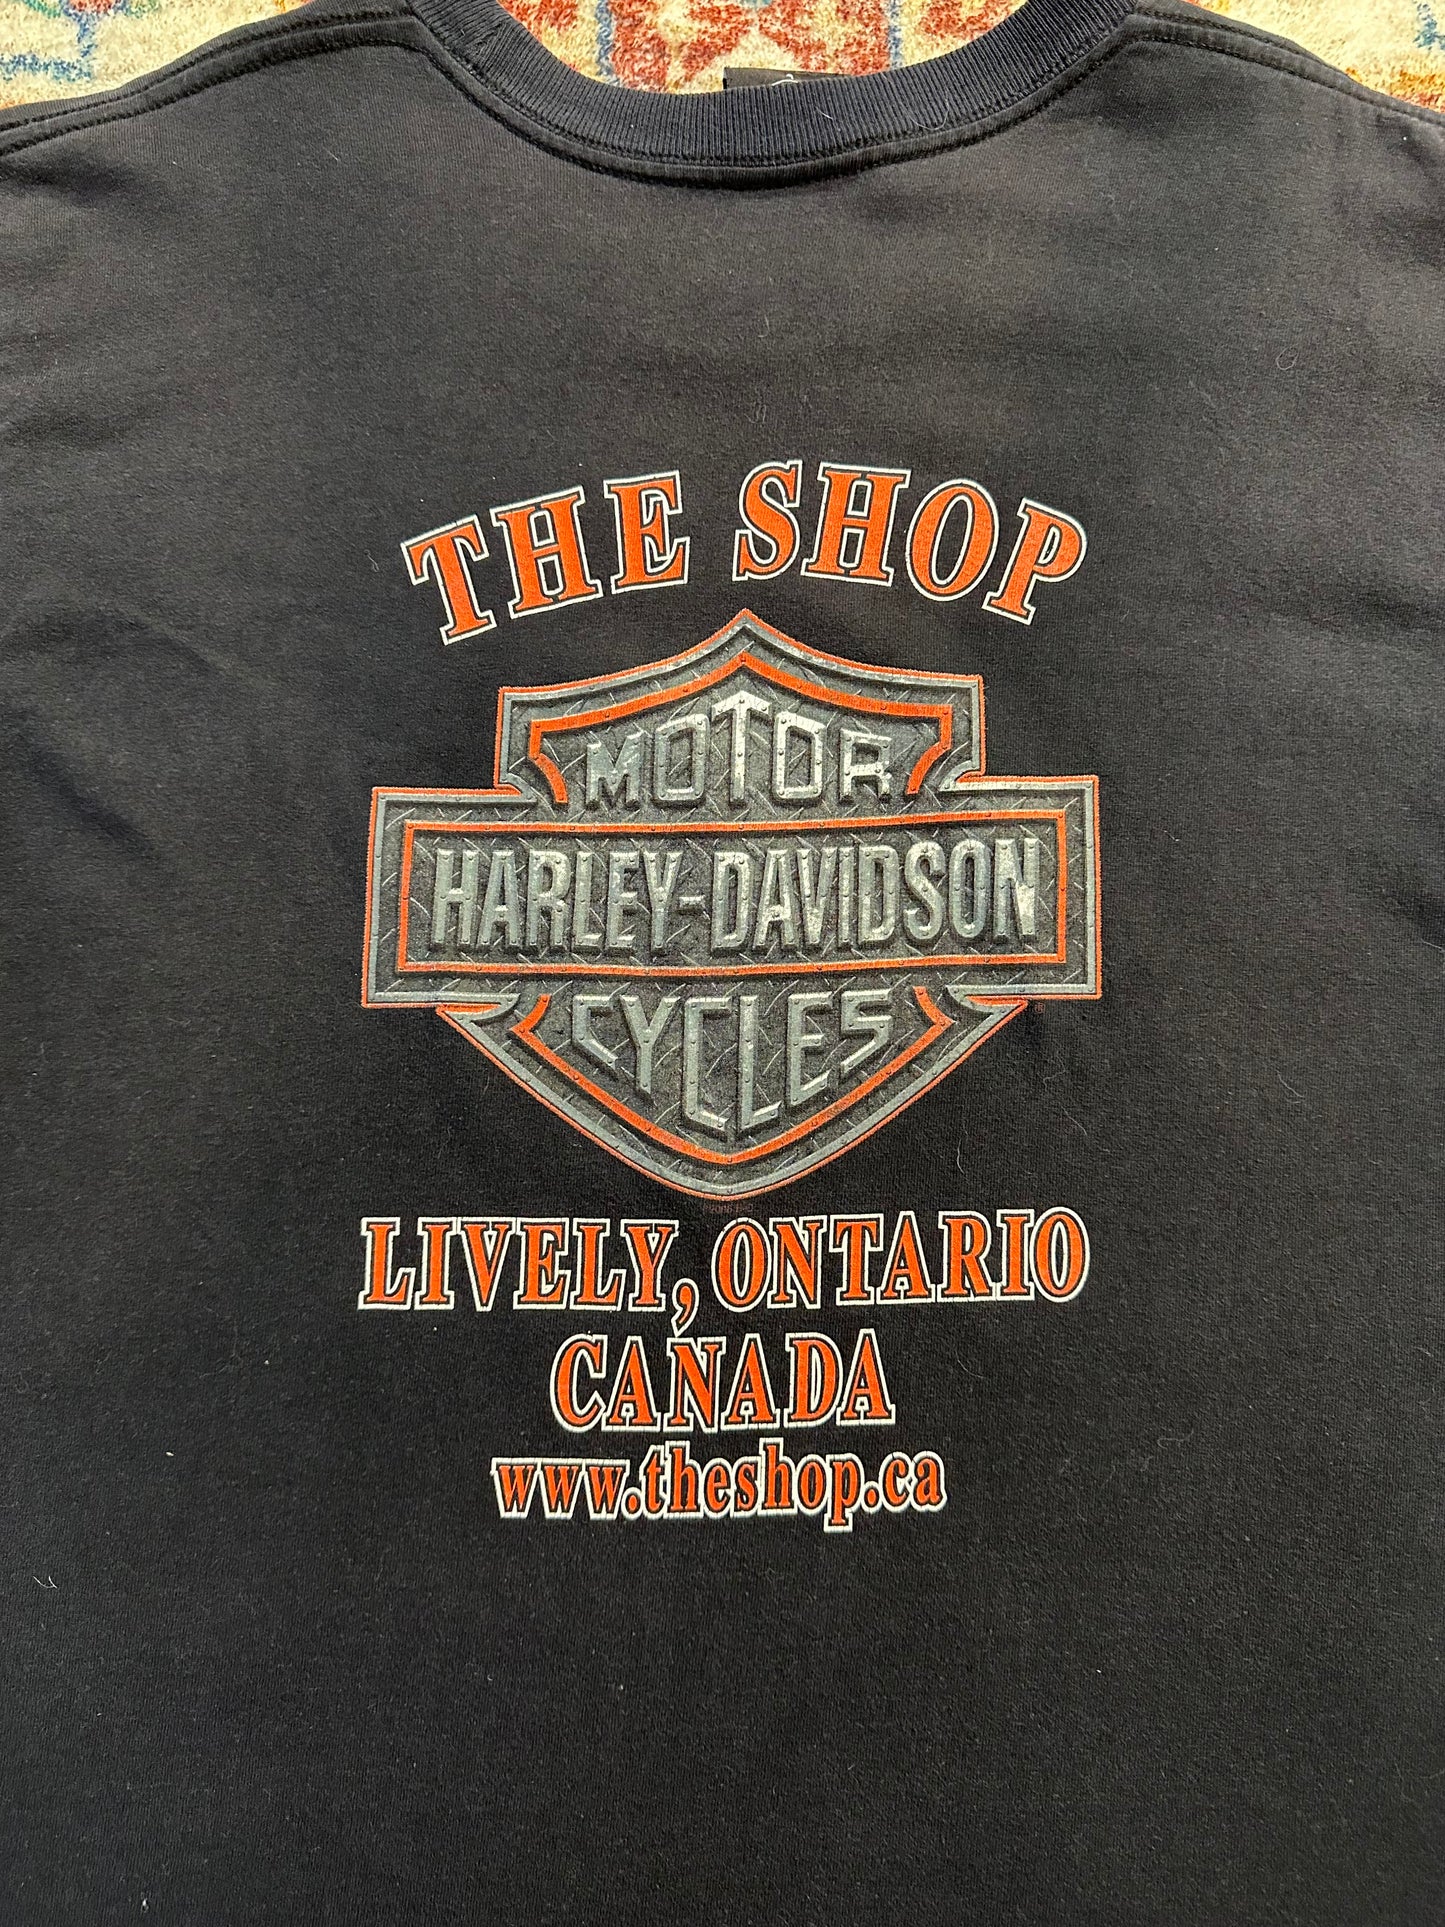 THE SHOP
MOTOR
HARLEY-DAVIDSON
CYCLES
LIVELY, ONTARIO
CANADA
www.theshop.ca